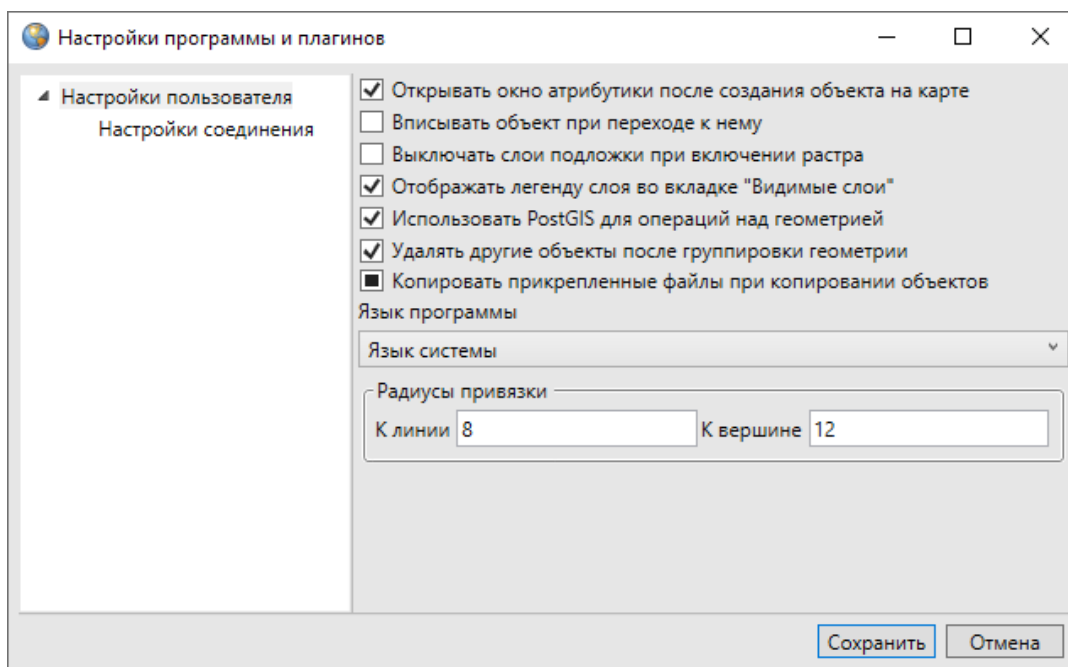 Настройки программы и плагинов
Настройки пользователя
Настройки соединения
Открывать окно атрибутики после создания объекта на карте
Вписывать объект при переходе к нему
Выключать слои подложки при включении растра
Отображать легенду слоя во вкладке "Видимые слои"
Использовать PostGIS для операций над геометрией
Удалять другие объекты после группировки геометрии
Копировать прикрепленные файлы при копировании объектов
Язык программы
Язык системы
Радиусы привязки
К линии 8 К вершине 12
Сохранить Отмена